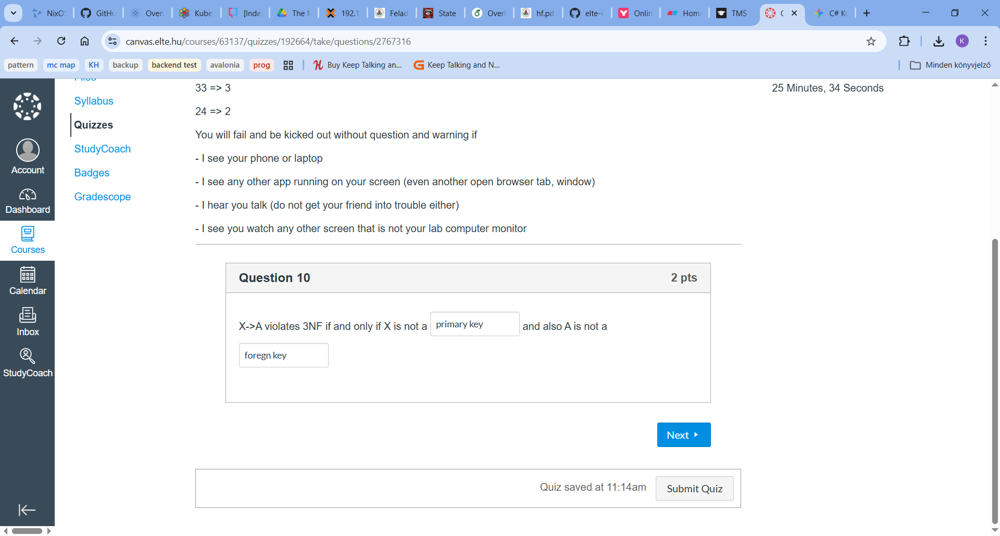 NixO
GitHu
Over
Kube
[Inde
The
192.1
Felad
State
Overl
hf.pd
elte-i
Onlin
Home
TMS
C# Ko
canvas.elte.hu/courses/63137/quizzes/192664/take/questions/2767316
K
pattern
mc map
KH
backup
backend test
avalonia
prog
Buy Keep Talking an...
Keep Talking and N...
Minden könyvjelző
Account
Dashboard
Courses
Calendar
Inbox
StudyCoach
Files
Syllabus
Quizzes
StudyCoach
Badges
Gradescope
33 => 3
25 Minutes, 34 Seconds
24 => 2
You will fail and be kicked out without question and warning if
- I see your phone or laptop
- I see any other app running on your screen (even another open browser tab, window)
- I hear you talk (do not get your friend into trouble either)
- I see you watch any other screen that is not your lab computer monitor
Question 10
2 pts
X->A violates 3NF if and only if X is not a primary key and also A is not a
foregn key
Next
Quiz saved at 11:14am
Submit Quiz